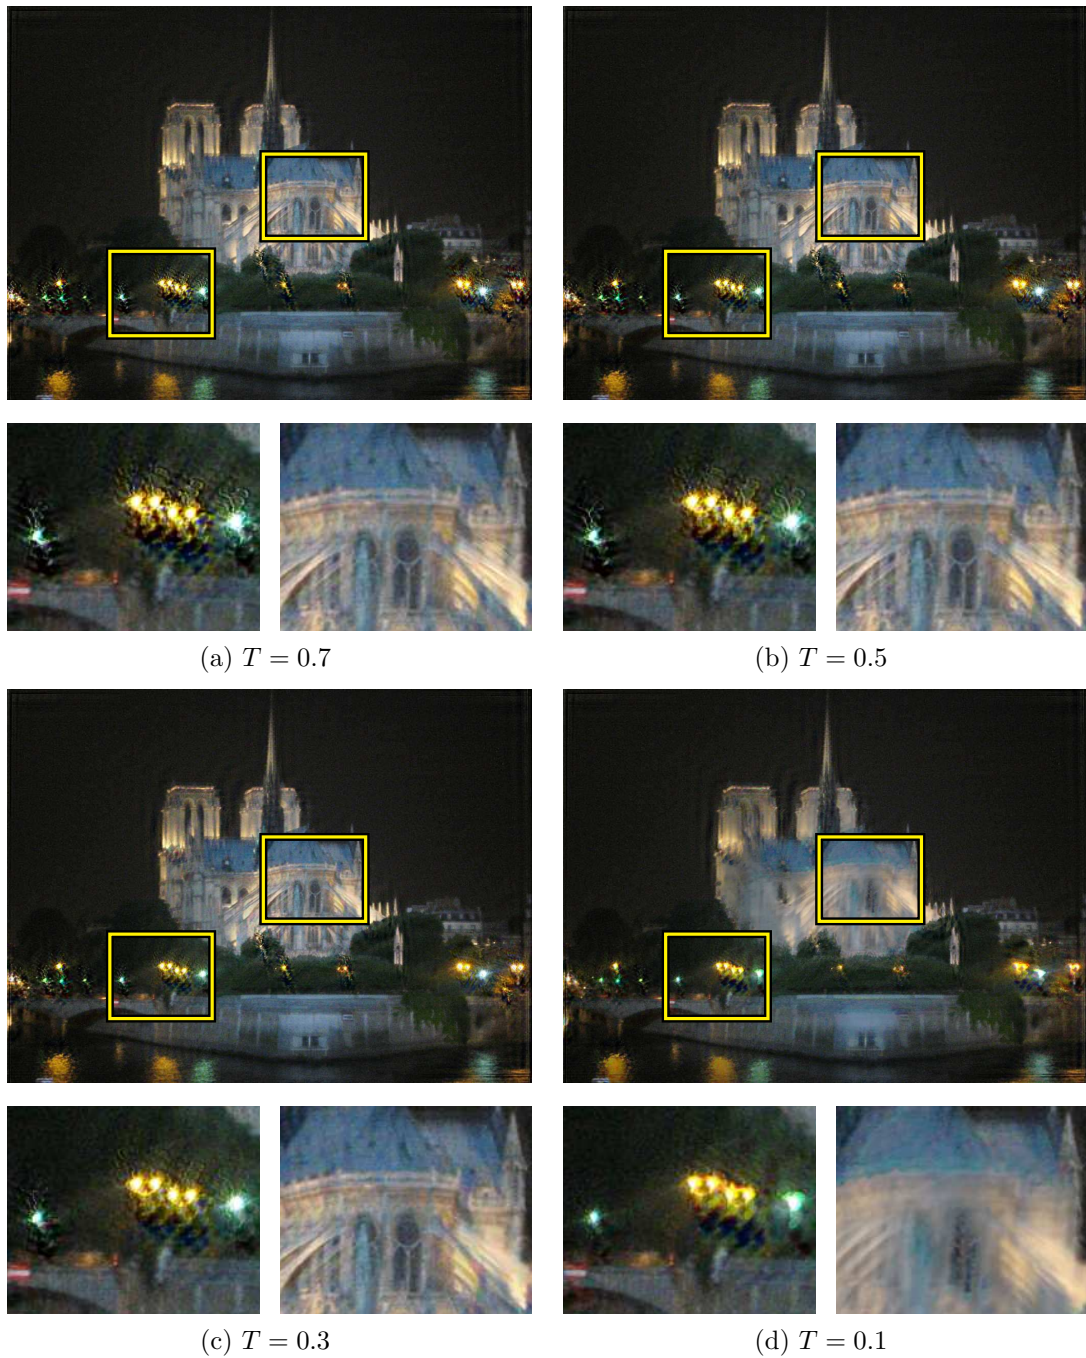 (a) T = 0.7
(b) T = 0.5
(c) T = 0.3
(d) T = 0.1